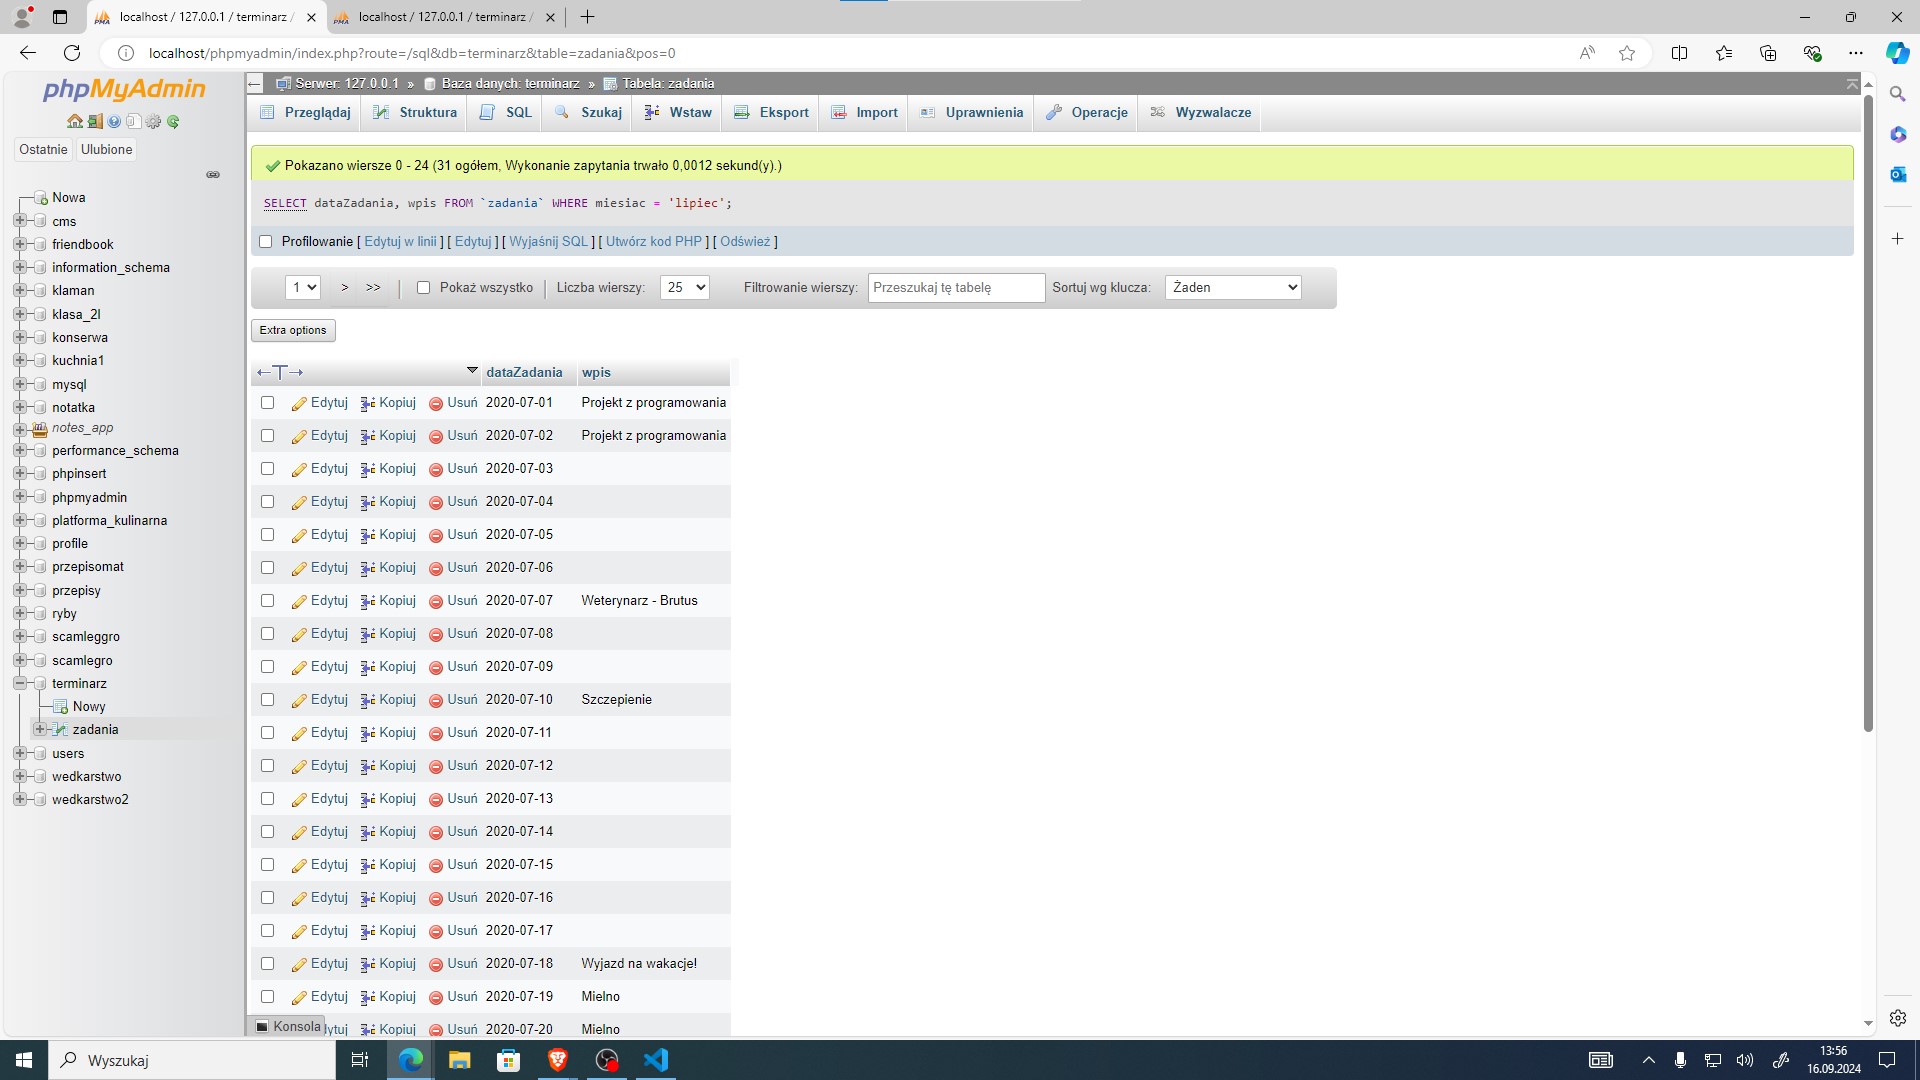 localhost / 127.0.0.1 / terminarz /
localhost / 127.0.0.1 / terminarz /
localhost/phpmyadmin/index.php?route=/sql&db=terminarz&table=zadania&pos=0
phpMyAdmin
Ostatnie
Ulubione
Nowa
cms
friendbook
information_schema
klaman
klasa_2l
konserwa
kuchnia1
mysql
notatka
notes_app
performance_schema
phpinsert
phpmyadmin
platforma_kulinarna
profile
przepisomat
przepisy
ryby
scamleggro
scamlegro
terminarz
Nowy
zadania
users
wedkarstwo
wedkarstwo2
Serwer: 127.0.0.1 » Baza danych: terminarz » Tabela: zadania
Przeglądaj Struktura SQL Szukaj Wstaw Eksport Import Uprawnienia Operacje Wyzwalacze
Pokazano wiersze 0 - 24 (31 ogółem, Wykonanie zapytania trwało 0,0012 sekund(y).)
SELECT dataZadania, wpis FROM `zadania` WHERE miesiac = 'lipiec';
Profilowanie [ Edytuj w linii ] [ Edytuj ] [ Wyjaśnij SQL ] [ Utwórz kod PHP ] [ Odśwież ]
1 > >> | Pokaż wszystko | Liczba wierszy: 25 Filtrowanie wierszy: Przeszukaj tę tabelę Sortuj wg klucza: Żaden
Extra options
←T→ dataZadania wpis
Edytuj Kopiuj Usuń 2020-07-01 Projekt z programowania
Edytuj Kopiuj Usuń 2020-07-02 Projekt z programowania
Edytuj Kopiuj Usuń 2020-07-03
Edytuj Kopiuj Usuń 2020-07-04
Edytuj Kopiuj Usuń 2020-07-05
Edytuj Kopiuj Usuń 2020-07-06
Edytuj Kopiuj Usuń 2020-07-07 Weterynarz - Brutus
Edytuj Kopiuj Usuń 2020-07-08
Edytuj Kopiuj Usuń 2020-07-09
Edytuj Kopiuj Usuń 2020-07-10 Szczepienie
Edytuj Kopiuj Usuń 2020-07-11
Edytuj Kopiuj Usuń 2020-07-12
Edytuj Kopiuj Usuń 2020-07-13
Edytuj Kopiuj Usuń 2020-07-14
Edytuj Kopiuj Usuń 2020-07-15
Edytuj Kopiuj Usuń 2020-07-16
Edytuj Kopiuj Usuń 2020-07-17
Edytuj Kopiuj Usuń 2020-07-18 Wyjazd na wakacje!
Edytuj Kopiuj Usuń 2020-07-19 Mielno
Konsola ytuj Kopiuj Usuń 2020-07-20 Mielno
Wyszukaj
13:56
16.09.2024